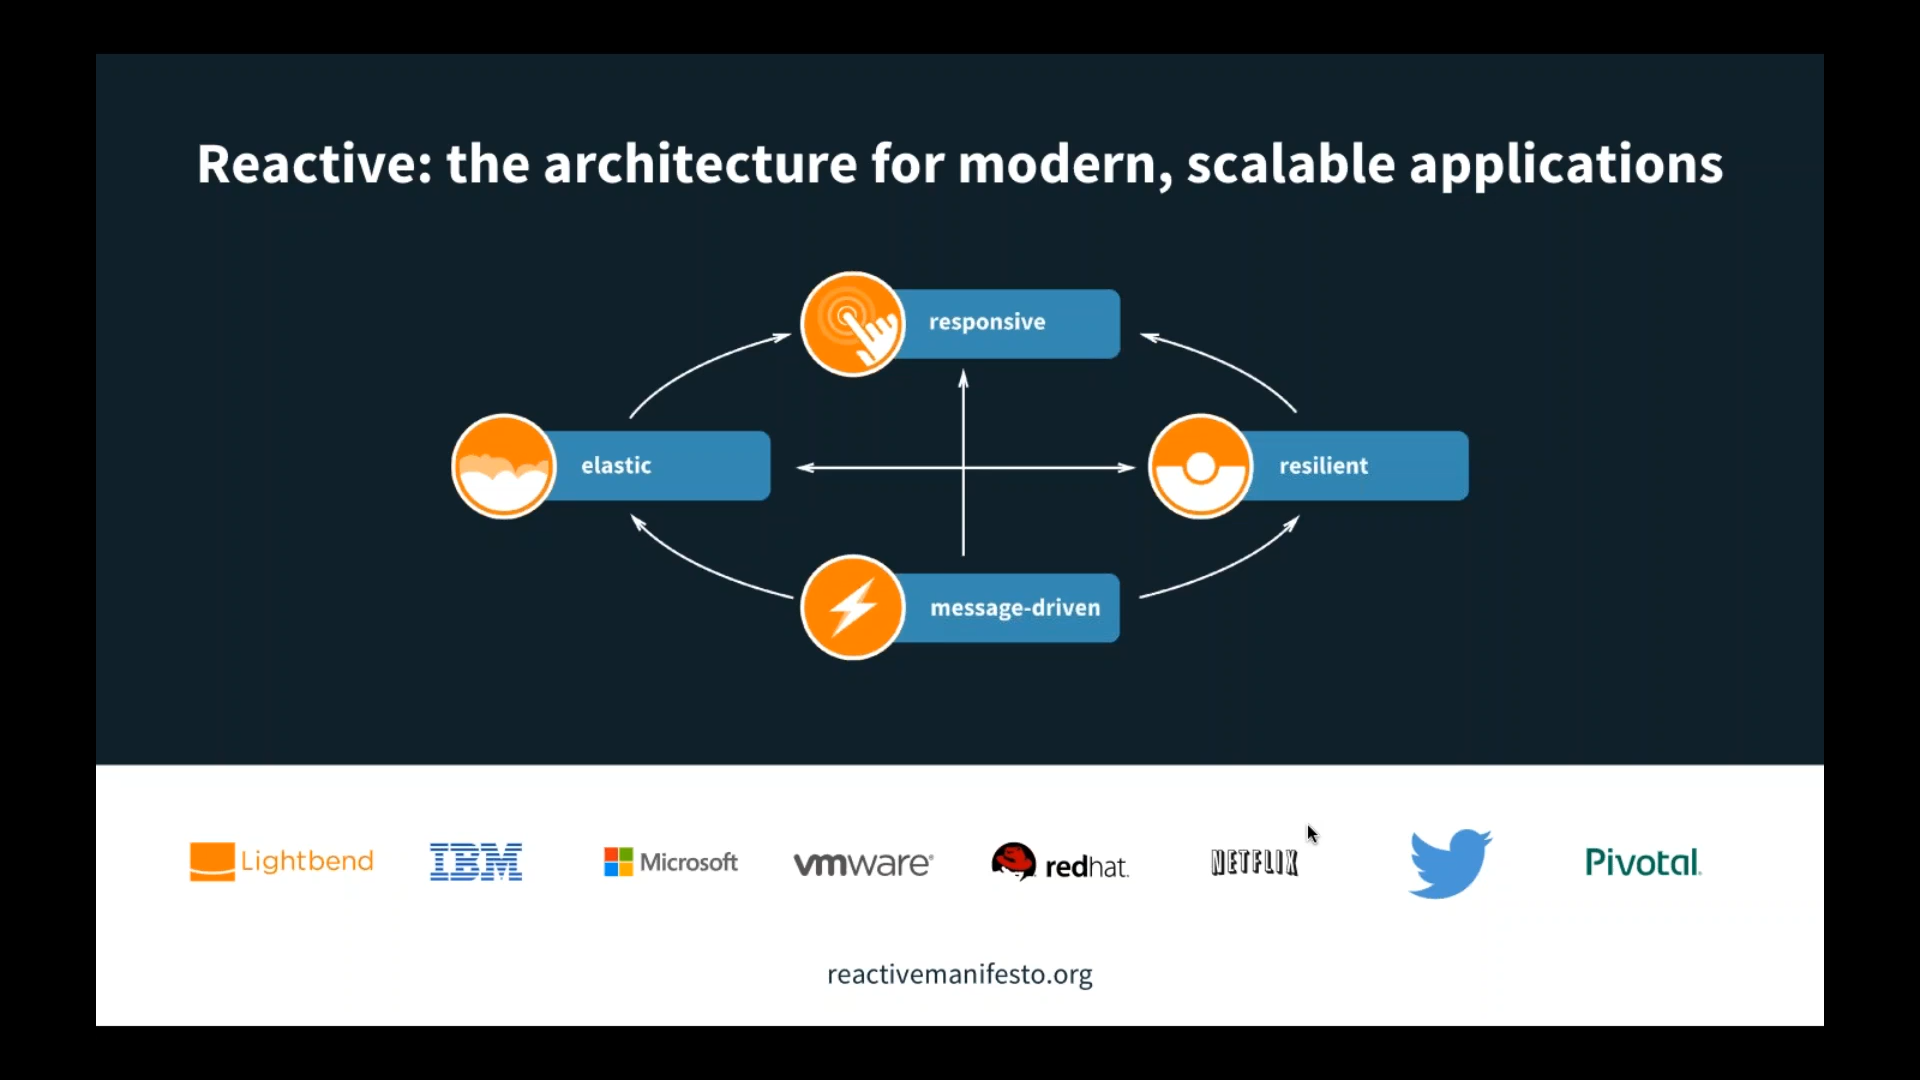 Reactive: the architecture for modern, scalable applications
responsive
elastic
resilient
message-driven
Lightbend
IBM
Microsoft
vmware®
redhat.
NETFLIX
Pivotal.
reactivemanifesto.org